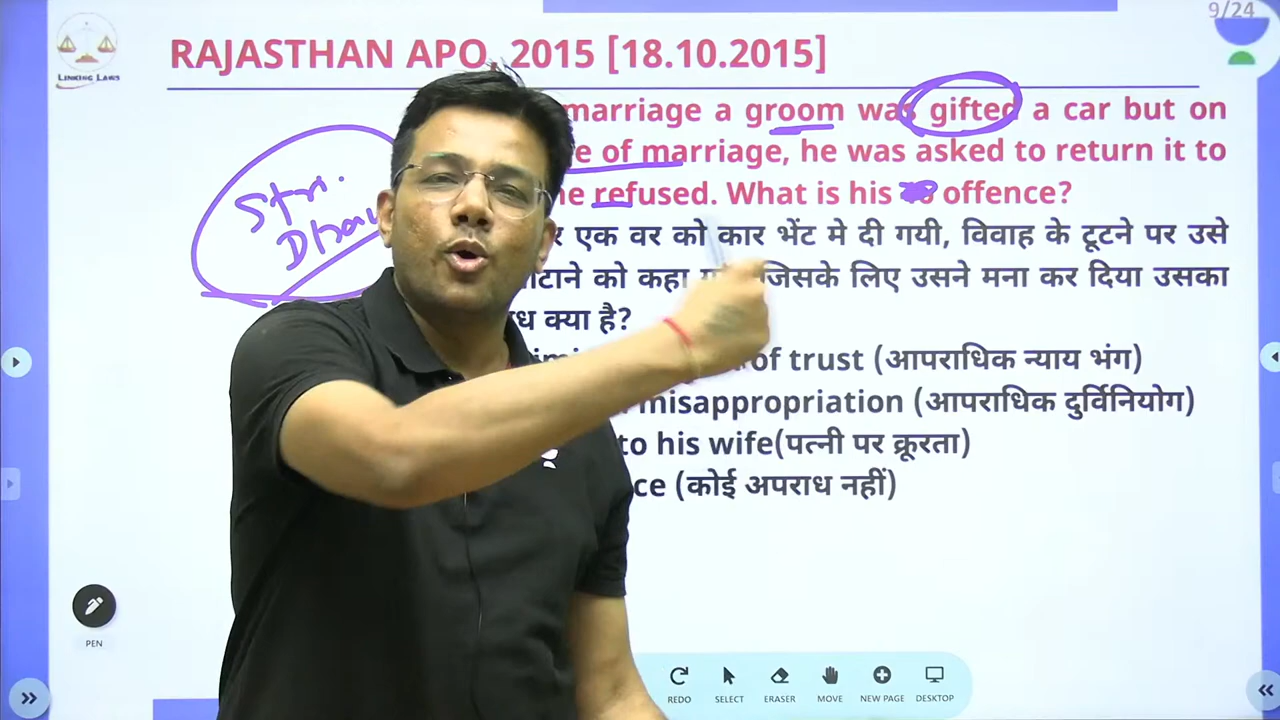 9/24
LINKING LAWS
RAJASTHAN APO, 2015 [18.10.2015]
marriage a groom was gifted a car but on
e of marriage, he was asked to return it to
he refused. What is his offence?
Stri
Dhan
र एक वर को कार भेंट मे दी गयी, विवाह के टूटने पर उसे
टाने को कहा जिसके लिए उसने मना कर दिया उसका
ध क्या है?
of trust (आपराधिक न्याय भंग)
misappropriation (आपराधिक दुर्विनियोग)
to his wife(पत्नी पर क्रूरता)
ce (कोई अपराध नहीं)
PEN
REDO SELECT ERASER MOVE NEW PAGE DESKTOP